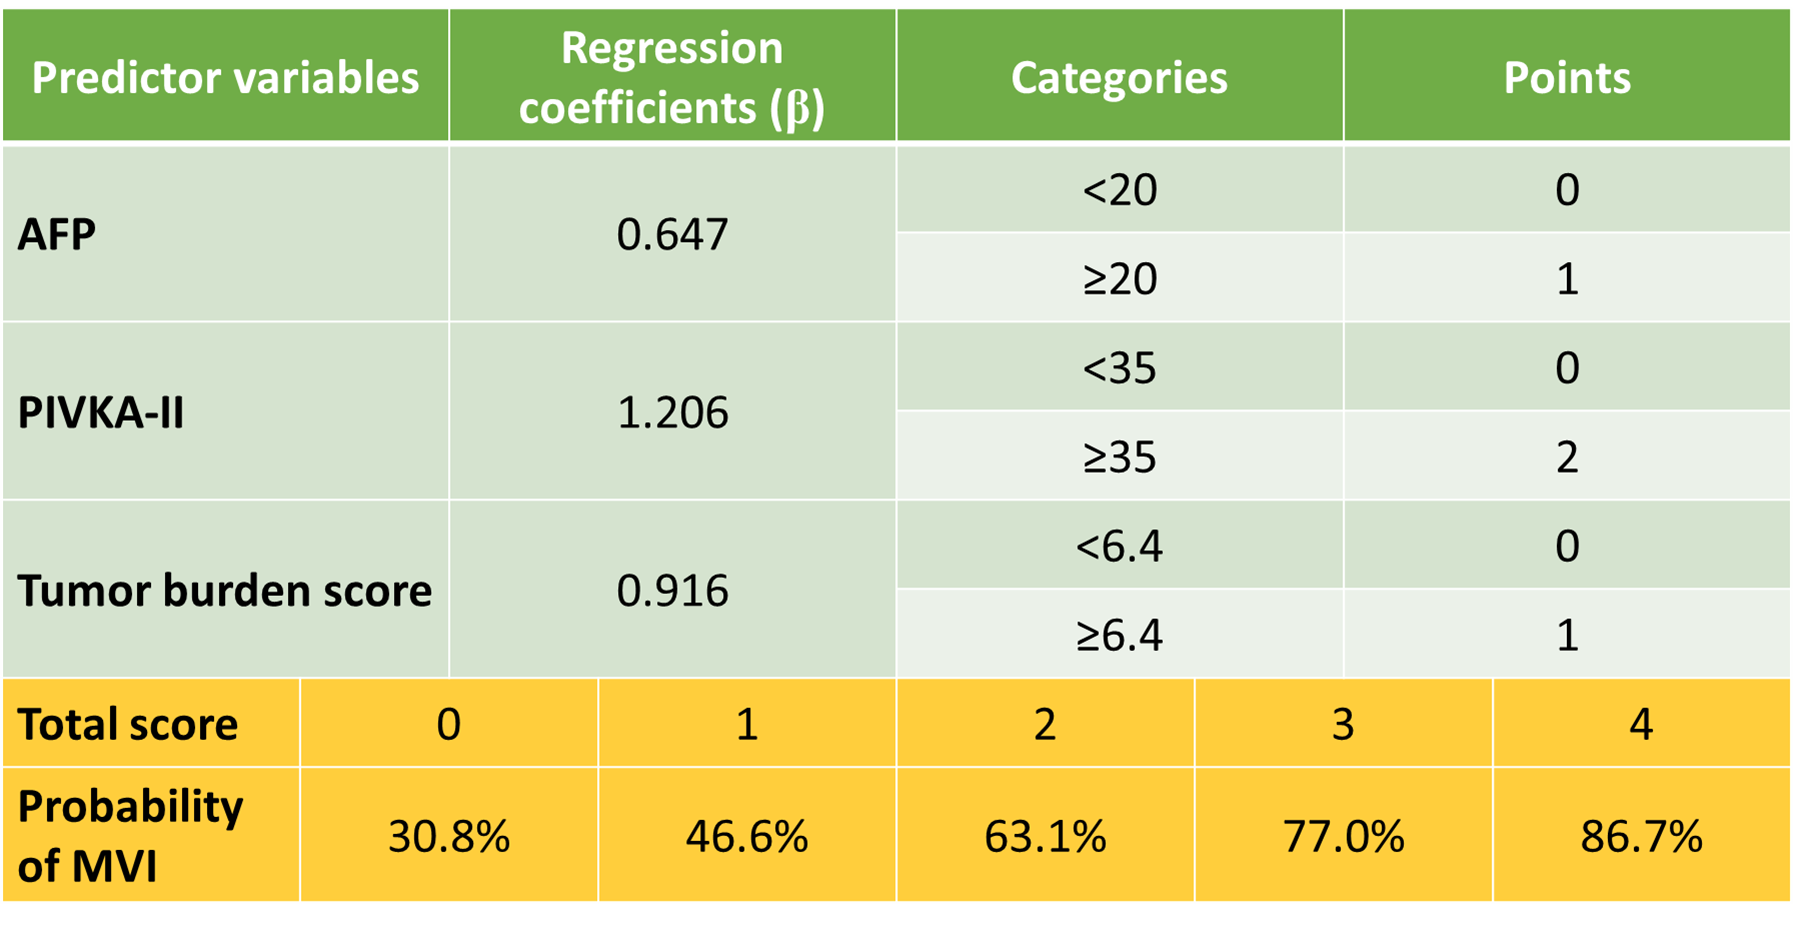 Predictor variables
Regression
coefficients (β)
Categories
Points
AFP
0.647
<20
0
≥20
1
PIVKA-II
1.206
<35
0
≥35
2
Tumor burden score
0.916
<6.4
0
≥6.4
1
Total score
0
1
2
3
4
Probability
of MVI
30.8%
46.6%
63.1%
77.0%
86.7%